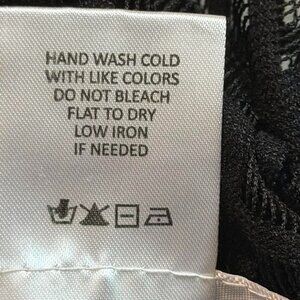 HAND WASH COLD
WITH LIKE COLORS
DO NOT BLEACH
FLAT TO DRY
LOW IRON
IF NEEDED